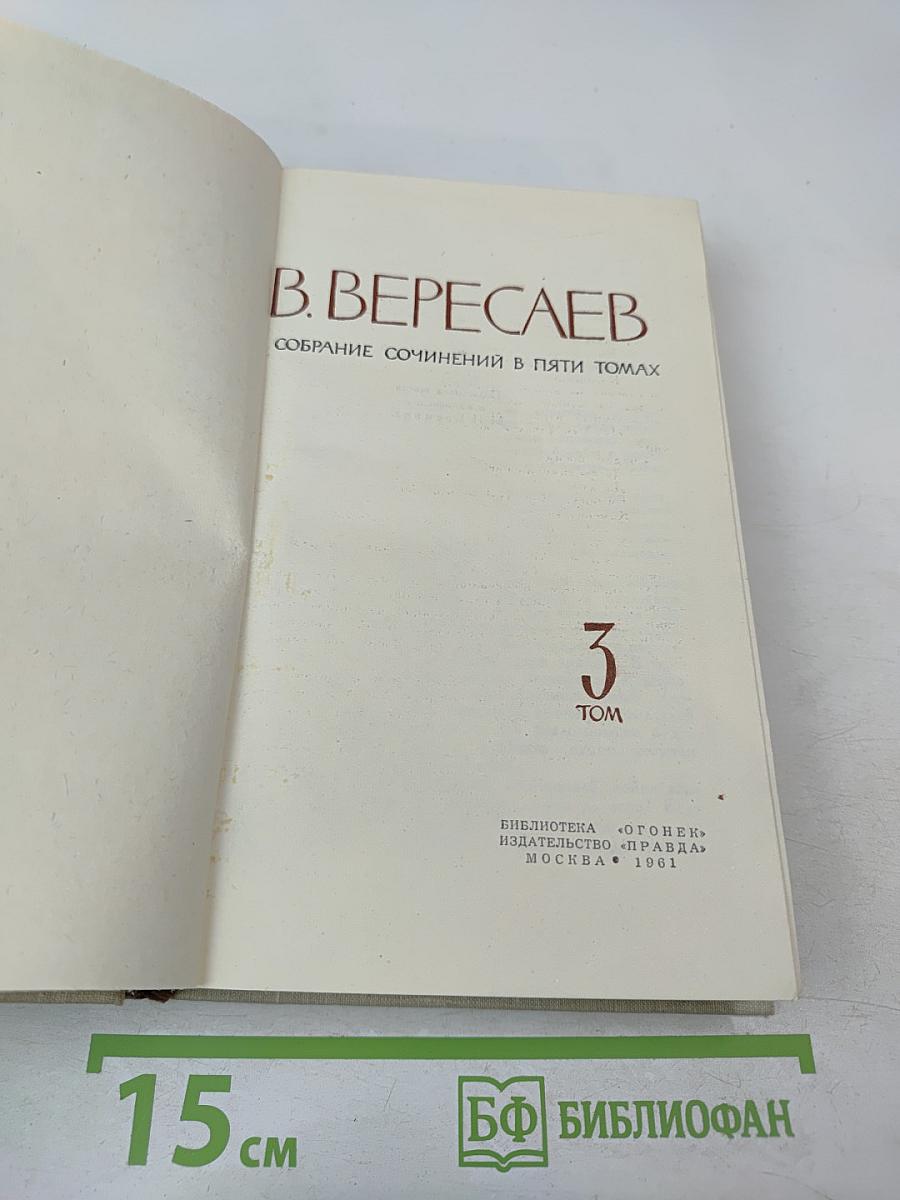 В. ВЕРЕСАЕВ
СОБРАНИЕ СОЧИНЕНИЙ В ПЯТИ ТОМАХ
3
ТОМ
БИБЛИОТЕКА «ОГОНЕК»
ИЗДАТЕЛЬСТВО «ПРАВДА»
МОСКВА • 1961
15 см
БФ БИБЛИОФАН